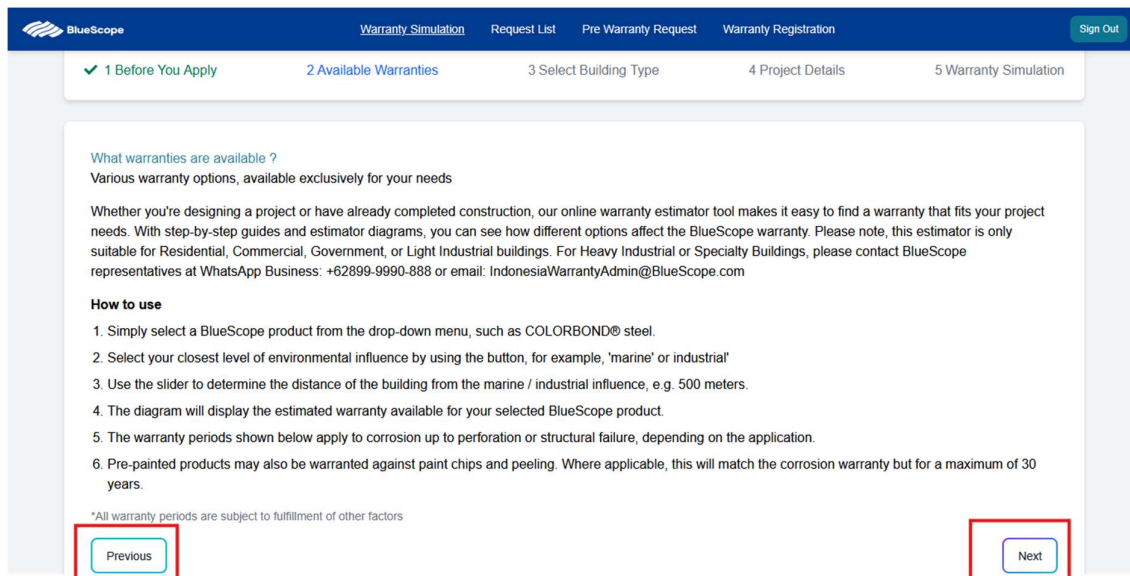 BlueScope Warranty Simulation Request List Pre Warranty Request Warranty Registration Sign Out
1 Before You Apply 2 Available Warranties 3 Select Building Type 4 Project Details 5 Warranty Simulation
What warranties are available ?
Various warranty options, available exclusively for your needs
Whether you're designing a project or have already completed construction, our online warranty estimator tool makes it easy to find a warranty that fits your project
needs. With step-by-step guides and estimator diagrams, you can see how different options affect the BlueScope warranty. Please note, this estimator is only
suitable for Residential, Commercial, Government, or Light Industrial buildings. For Heavy Industrial or Specialty Buildings, please contact BlueScope
representatives at WhatsApp Business: +62899-9990-888 or email: IndonesiaWarrantyAdmin@BlueScope.com
How to use
1. Simply select a BlueScope product from the drop-down menu, such as COLORBOND® steel.
2. Select your closest level of environmental influence by using the button, for example, 'marine' or industrial'
3. Use the slider to determine the distance of the building from the marine / industrial influence, e.g. 500 meters.
4. The diagram will display the estimated warranty available for your selected BlueScope product.
5. The warranty periods shown below apply to corrosion up to perforation or structural failure, depending on the application.
6. Pre-painted products may also be warranted against paint chips and peeling. Where applicable, this will match the corrosion warranty but for a maximum of 30
years.
*All warranty periods are subject to fulfillment of other factors
Previous Next